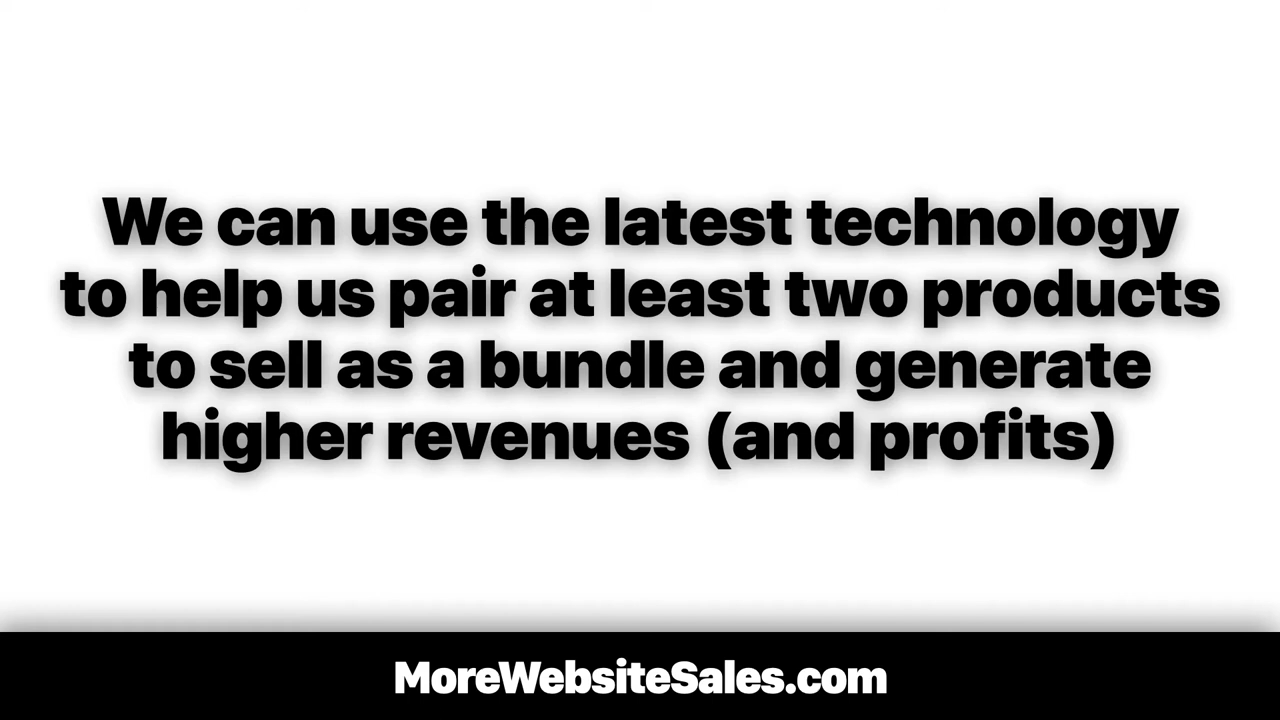 We can use the latest technology
to help us pair at least two products
to sell as a bundle and generate
higher revenues (and profits)
MoreWebsiteSales.com